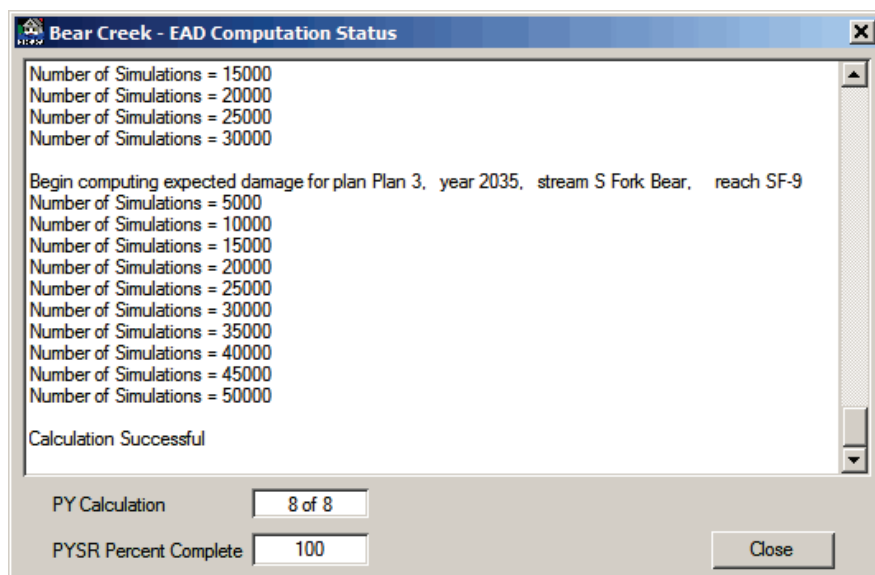 Bear Creek - EAD Computation Status
Number of Simulations = 15000
Number of Simulations = 20000
Number of Simulations = 25000
Number of Simulations = 30000
Begin computing expected damage for plan Plan 3, year 2035, stream S Fork Bear, reach SF-9
Number of Simulations = 5000
Number of Simulations = 10000
Number of Simulations = 15000
Number of Simulations = 20000
Number of Simulations = 25000
Number of Simulations = 30000
Number of Simulations = 35000
Number of Simulations = 40000
Number of Simulations = 45000
Number of Simulations = 50000
Calculation Successful
PY Calculation 8 of 8
PYSR Percent Complete 100
Close